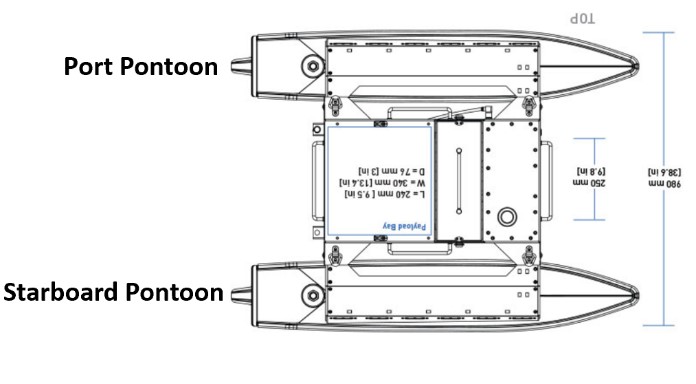 TOP
Port Pontoon
Payload Bay
L = 240 mm [ 9.5 in]
W = 340 mm [13.4 in]
D = 76 mm [3 in]
250 mm
[9.8 in]
980 mm
[38.6 in]
Starboard Pontoon